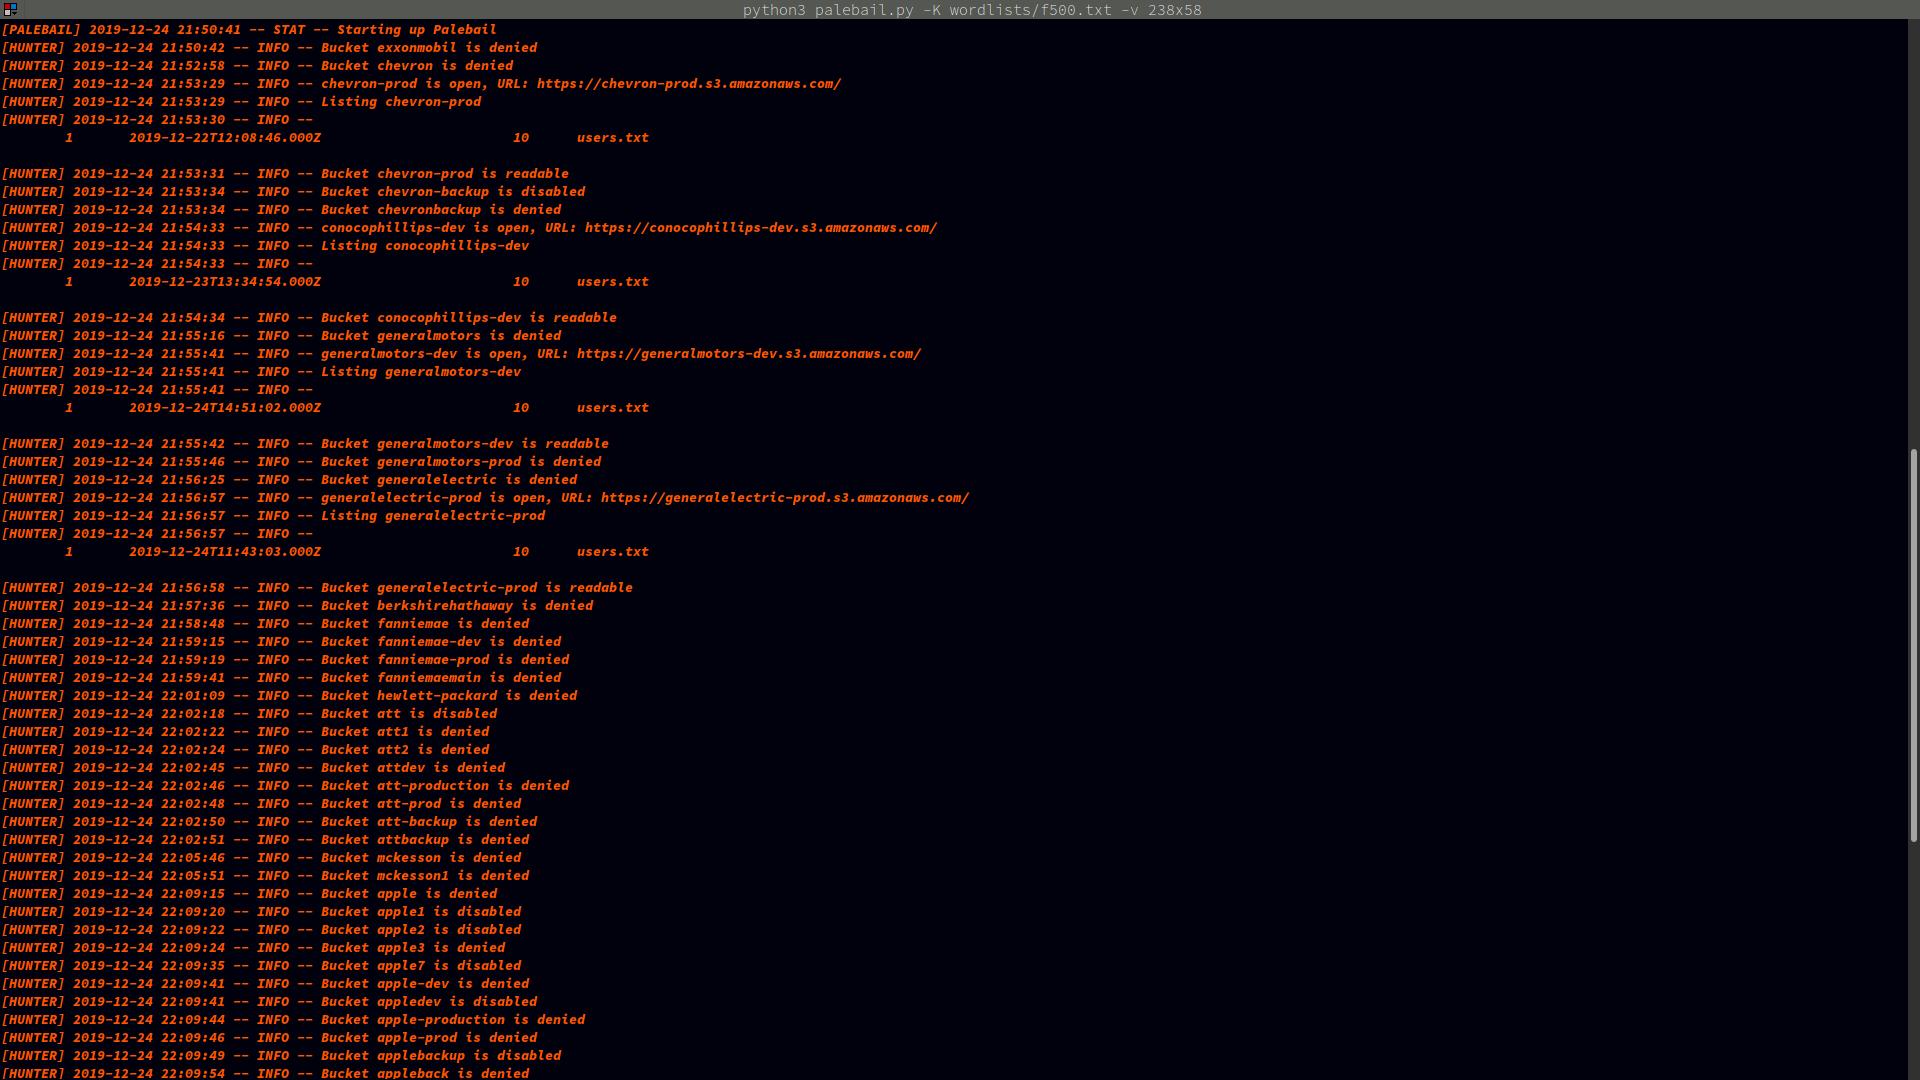 python3 palebail.py -K wordlists/f500.txt -v 238x58
[PALEBAIL] 2019-12-24 21:50:41 -- STAT -- Starting up Palebail
[HUNTER] 2019-12-24 21:50:42 -- INFO -- Bucket exxonmobil is denied
[HUNTER] 2019-12-24 21:52:58 -- INFO -- Bucket chevron is denied
[HUNTER] 2019-12-24 21:53:29 -- INFO -- chevron-prod is open, URL: https://chevron-prod.s3.amazonaws.com/
[HUNTER] 2019-12-24 21:53:29 -- INFO -- Listing chevron-prod
[HUNTER] 2019-12-24 21:53:30 -- INFO --
1 2019-12-22T12:08:46.000Z 10 users.txt
[HUNTER] 2019-12-24 21:53:31 -- INFO -- Bucket chevron-prod is readable
[HUNTER] 2019-12-24 21:53:34 -- INFO -- Bucket chevron-backup is disabled
[HUNTER] 2019-12-24 21:53:34 -- INFO -- Bucket chevronbackup is denied
[HUNTER] 2019-12-24 21:54:33 -- INFO -- conocophillips-dev is open, URL: https://conocophillips-dev.s3.amazonaws.com/
[HUNTER] 2019-12-24 21:54:33 -- INFO -- Listing conocophillips-dev
[HUNTER] 2019-12-24 21:54:33 -- INFO --
1 2019-12-23T13:34:54.000Z 10 users.txt
[HUNTER] 2019-12-24 21:54:34 -- INFO -- Bucket conocophillips-dev is readable
[HUNTER] 2019-12-24 21:55:16 -- INFO -- Bucket generalmotors is denied
[HUNTER] 2019-12-24 21:55:41 -- INFO -- generalmotors-dev is open, URL: https://generalmotors-dev.s3.amazonaws.com/
[HUNTER] 2019-12-24 21:55:41 -- INFO -- Listing generalmotors-dev
[HUNTER] 2019-12-24 21:55:41 -- INFO --
1 2019-12-24T14:51:02.000Z 10 users.txt
[HUNTER] 2019-12-24 21:55:42 -- INFO -- Bucket generalmotors-dev is readable
[HUNTER] 2019-12-24 21:55:46 -- INFO -- Bucket generalmotors-prod is denied
[HUNTER] 2019-12-24 21:56:25 -- INFO -- Bucket generalelectric is denied
[HUNTER] 2019-12-24 21:56:57 -- INFO -- generalelectric-prod is open, URL: https://generalelectric-prod.s3.amazonaws.com/
[HUNTER] 2019-12-24 21:56:57 -- INFO -- Listing generalelectric-prod
[HUNTER] 2019-12-24 21:56:57 -- INFO --
1 2019-12-24T11:43:03.000Z 10 users.txt
[HUNTER] 2019-12-24 21:56:58 -- INFO -- Bucket generalelectric-prod is readable
[HUNTER] 2019-12-24 21:57:36 -- INFO -- Bucket berkshirehathaway is denied
[HUNTER] 2019-12-24 21:58:48 -- INFO -- Bucket fanniemae is denied
[HUNTER] 2019-12-24 21:59:15 -- INFO -- Bucket fanniemae-dev is denied
[HUNTER] 2019-12-24 21:59:19 -- INFO -- Bucket fanniemae-prod is denied
[HUNTER] 2019-12-24 21:59:41 -- INFO -- Bucket fanniemaemain is denied
[HUNTER] 2019-12-24 22:01:09 -- INFO -- Bucket hewlett-packard is denied
[HUNTER] 2019-12-24 22:02:18 -- INFO -- Bucket att is disabled
[HUNTER] 2019-12-24 22:02:22 -- INFO -- Bucket att1 is denied
[HUNTER] 2019-12-24 22:02:24 -- INFO -- Bucket att2 is denied
[HUNTER] 2019-12-24 22:02:45 -- INFO -- Bucket attdev is denied
[HUNTER] 2019-12-24 22:02:46 -- INFO -- Bucket att-production is denied
[HUNTER] 2019-12-24 22:02:48 -- INFO -- Bucket att-prod is denied
[HUNTER] 2019-12-24 22:02:50 -- INFO -- Bucket att-backup is denied
[HUNTER] 2019-12-24 22:02:51 -- INFO -- Bucket attbackup is denied
[HUNTER] 2019-12-24 22:05:46 -- INFO -- Bucket mckesson is denied
[HUNTER] 2019-12-24 22:05:51 -- INFO -- Bucket mckesson1 is denied
[HUNTER] 2019-12-24 22:09:15 -- INFO -- Bucket apple is denied
[HUNTER] 2019-12-24 22:09:20 -- INFO -- Bucket apple1 is disabled
[HUNTER] 2019-12-24 22:09:22 -- INFO -- Bucket apple2 is disabled
[HUNTER] 2019-12-24 22:09:24 -- INFO -- Bucket apple3 is denied
[HUNTER] 2019-12-24 22:09:35 -- INFO -- Bucket apple7 is disabled
[HUNTER] 2019-12-24 22:09:41 -- INFO -- Bucket apple-dev is denied
[HUNTER] 2019-12-24 22:09:41 -- INFO -- Bucket appledev is disabled
[HUNTER] 2019-12-24 22:09:44 -- INFO -- Bucket apple-production is denied
[HUNTER] 2019-12-24 22:09:46 -- INFO -- Bucket apple-prod is denied
[HUNTER] 2019-12-24 22:09:49 -- INFO -- Bucket applebackup is disabled
[HUNTER] 2019-12-24 22:09:54 -- INFO -- Bucket appleback is denied